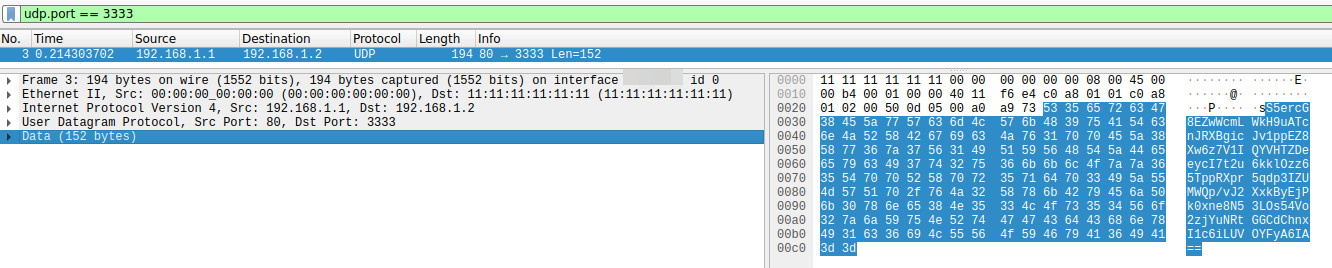 udp.port == 3333
No. Time Source Destination Protocol Length Info
3 0.214303702 192.168.1.1 192.168.1.2 UDP 194 80 → 3333 Len=152
Frame 3: 194 bytes on wire (1552 bits), 194 bytes captured (1552 bits) on interface id 0
Ethernet II, Src: 00:00:00_00:00:00 (00:00:00:00:00:00), Dst: 11:11:11:11:11:11 (11:11:11:11:11:11)
Internet Protocol Version 4, Src: 192.168.1.1, Dst: 192.168.1.2
User Datagram Protocol, Src Port: 80, Dst Port: 3333
Data (152 bytes)
0000 11 11 11 11 11 11 00 00 00 00 00 00 08 00 45 00 ········ ······E·
0010 00 b4 00 01 00 00 40 11 f6 e4 c0 a8 01 01 c0 a8 ······@· ········
0020 01 02 00 50 0d 05 00 a0 a9 73 53 35 65 72 63 47 ···P···· ·sS5ercG
0030 38 45 5a 77 57 63 6d 4c 57 6b 48 39 75 41 54 63 8EZwWcmL WkH9uATc
0040 6e 4a 52 58 42 67 69 63 4a 76 31 70 70 45 5a 38 nJRXBgic Jv1ppEZ8
0050 58 77 36 7a 37 56 31 49 51 59 56 48 54 5a 44 65 Xw6z7V1I QYVHTZDe
0060 65 79 63 49 37 74 32 75 36 6b 6b 6c 4f 7a 7a 36 eycI7t2u 6kklOzz6
0070 35 54 70 70 52 58 70 72 35 71 64 70 33 49 5a 55 5TppRXpr 5qdp3IZU
0080 4d 57 51 70 2f 76 4a 32 58 78 6b 42 79 45 6a 50 MWQp/vJ2 XxkByEjP
0090 6b 30 78 6e 65 38 4e 35 33 4c 4f 73 35 34 56 6f k0xne8N5 3LOs54Vo
00a0 32 7a 6a 59 75 4e 52 74 47 47 43 64 43 68 6e 78 2zjYuNRt GGCdChnx
00b0 49 31 63 36 69 4c 55 56 4f 59 46 79 41 36 49 41 I1c6iLUV OYFyA6IA
00c0 3d 3d ==